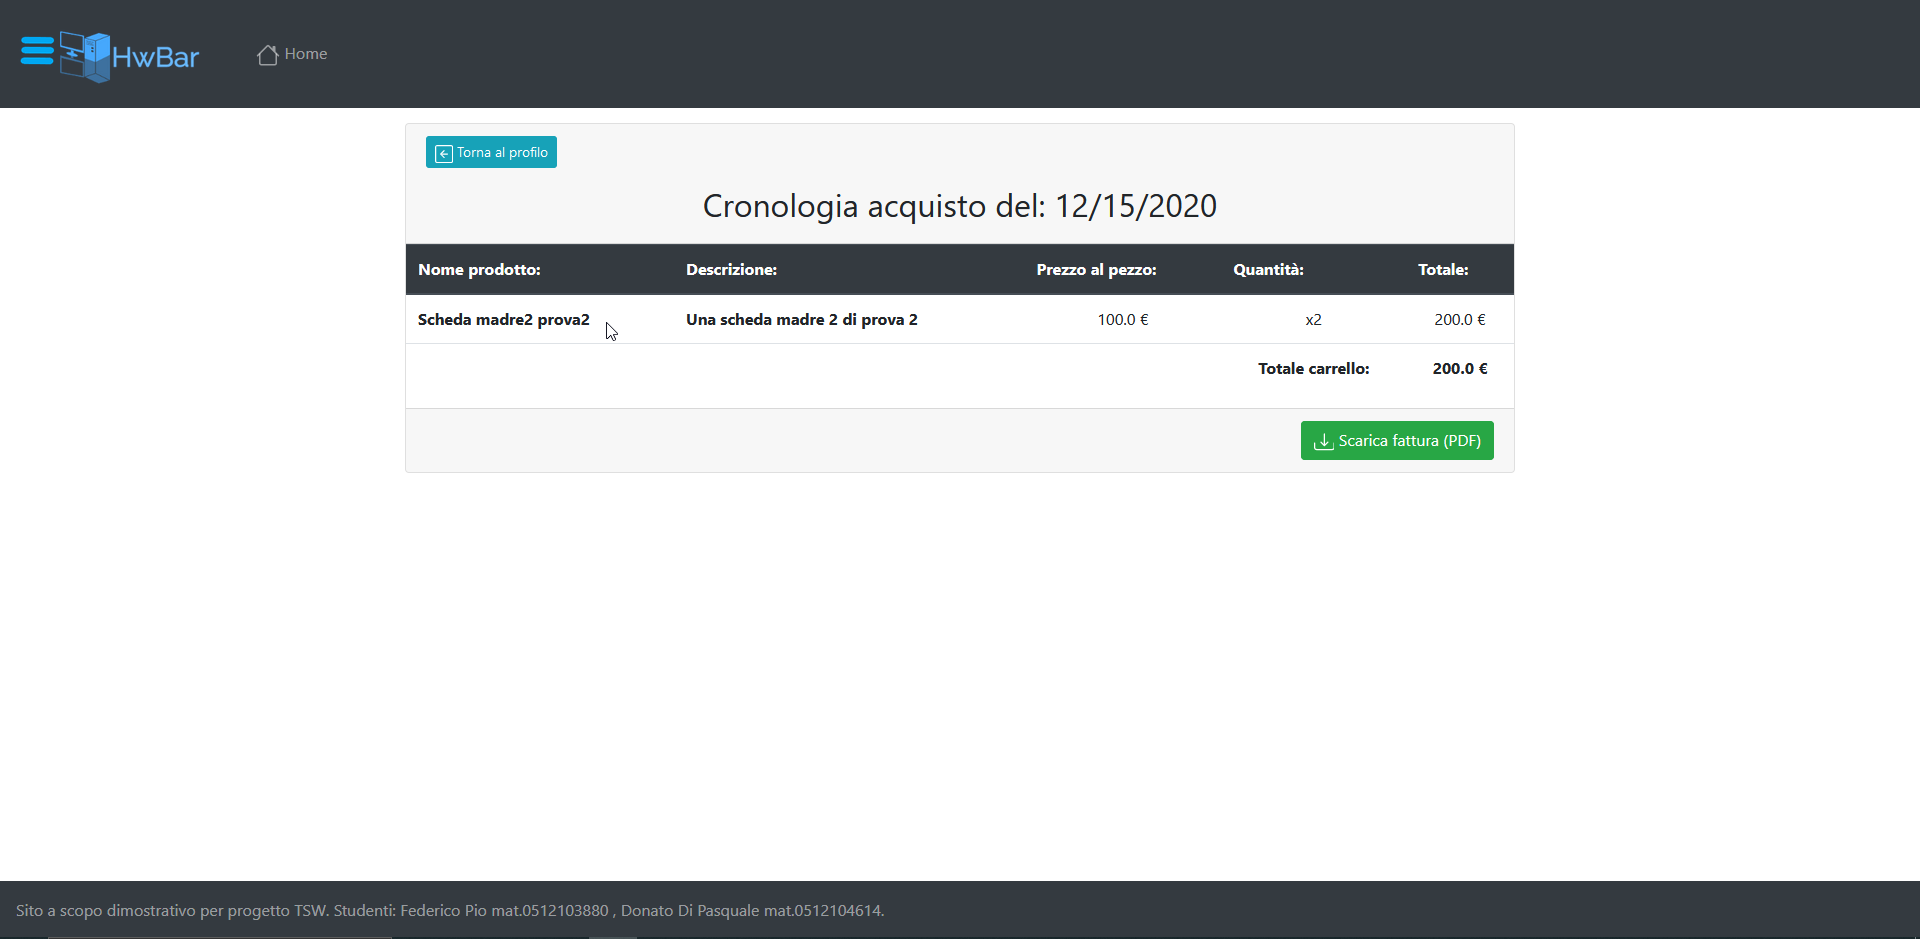 HwBar
Home
Torna al profilo
Cronologia acquisto del: 12/15/2020
Nome prodotto: Descrizione: Prezzo al pezzo: Quantità: Totale:
Scheda madre2 prova2 Una scheda madre 2 di prova 2 100.0 € x2 200.0 €
Totale carrello: 200.0 €
Scarica fattura (PDF)
Sito a scopo dimostrativo per progetto TSW. Studenti: Federico Pio mat.0512103880 , Donato Di Pasquale mat.0512104614.